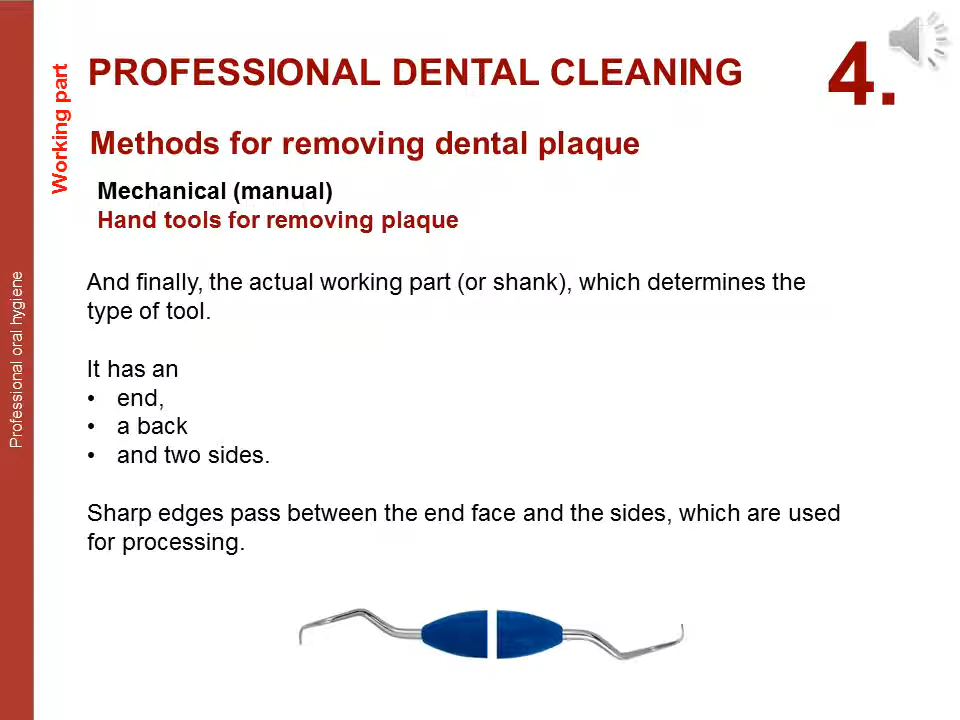 PROFESSIONAL DENTAL CLEANING
4.
Working part
Methods for removing dental plaque
Mechanical (manual)
Hand tools for removing plaque
And finally, the actual working part (or shank), which determines the
type of tool.
It has an
• end,
• a back
• and two sides.
Sharp edges pass between the end face and the sides, which are used
for processing.
Professional oral hygiene